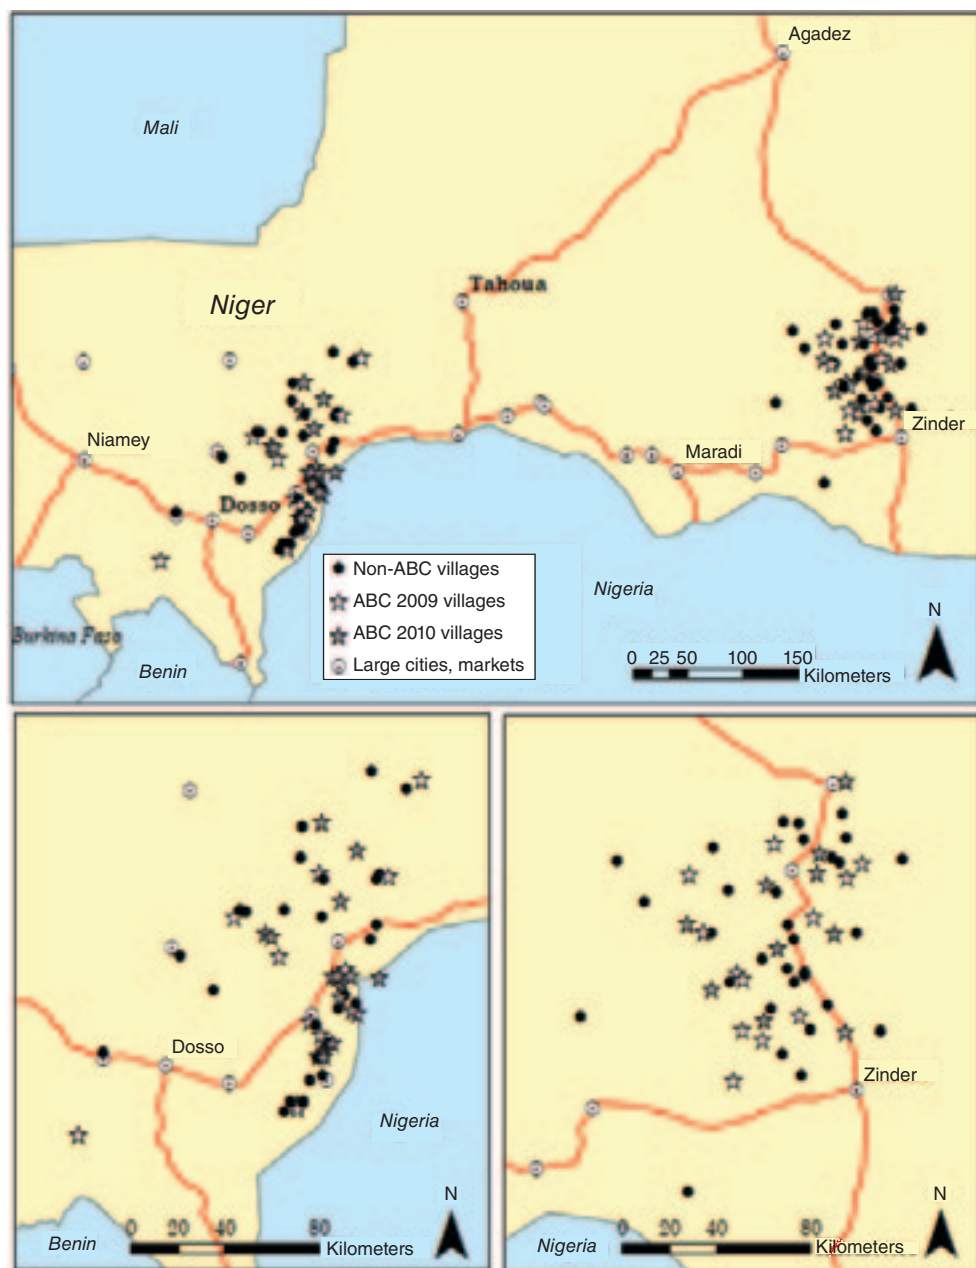 Agadez
Mali
Tahoua
Niger
Niamey
Maradi
Zinder
Dosso
Non-ABC villages
ABC 2009 villages
ABC 2010 villages
Large cities, markets
Nigeria
N
Burkina Faso
Benin
0 25 50 100 150
Kilometers
Dosso
Nigeria
N
Benin
0 20 40 80
Kilometers
Zinder
N
Nigeria
0 20 40 80
Kilometers